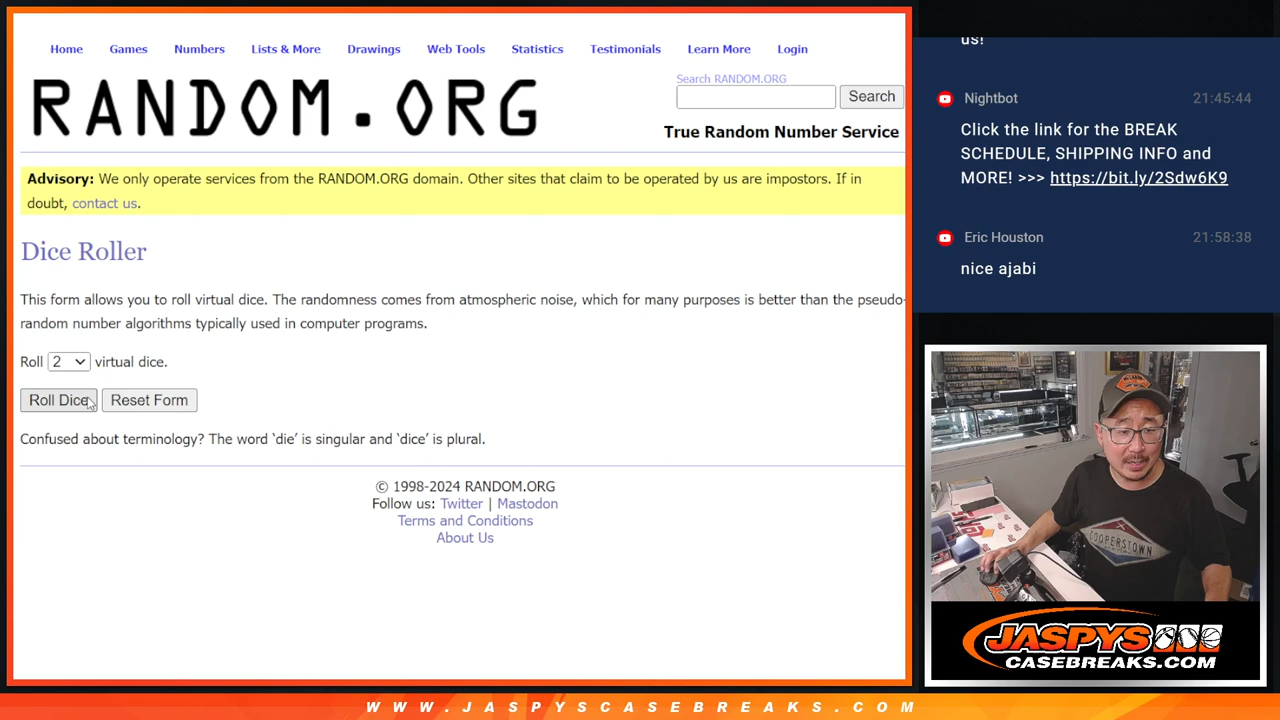 Home Games Numbers Lists & More Drawings Web Tools Statistics Testimonials Learn More Login
RANDOM.ORG
Search RANDOM.ORG
Search
True Random Number Service
Advisory: We only operate services from the RANDOM.ORG domain. Other sites that claim to be operated by us are impostors. If in
doubt, contact us.
Dice Roller
This form allows you to roll virtual dice. The randomness comes from atmospheric noise, which for many purposes is better than the pseudo-
random number algorithms typically used in computer programs.
Roll 2 virtual dice.
Roll Dice Reset Form
Confused about terminology? The word ‘die’ is singular and ‘dice’ is plural.
© 1998-2024 RANDOM.ORG
Follow us: Twitter | Mastodon
Terms and Conditions
About Us
us!
Nightbot 21:45:44
Click the link for the BREAK
SCHEDULE, SHIPPING INFO and
MORE! >>> https://bit.ly/2Sdw6K9
Eric Houston 21:58:38
nice ajabi
COOPERSTOWN
JASPYS
CASEBREAKS.COM
WWW.JASPYSCASEBREAKS.COM